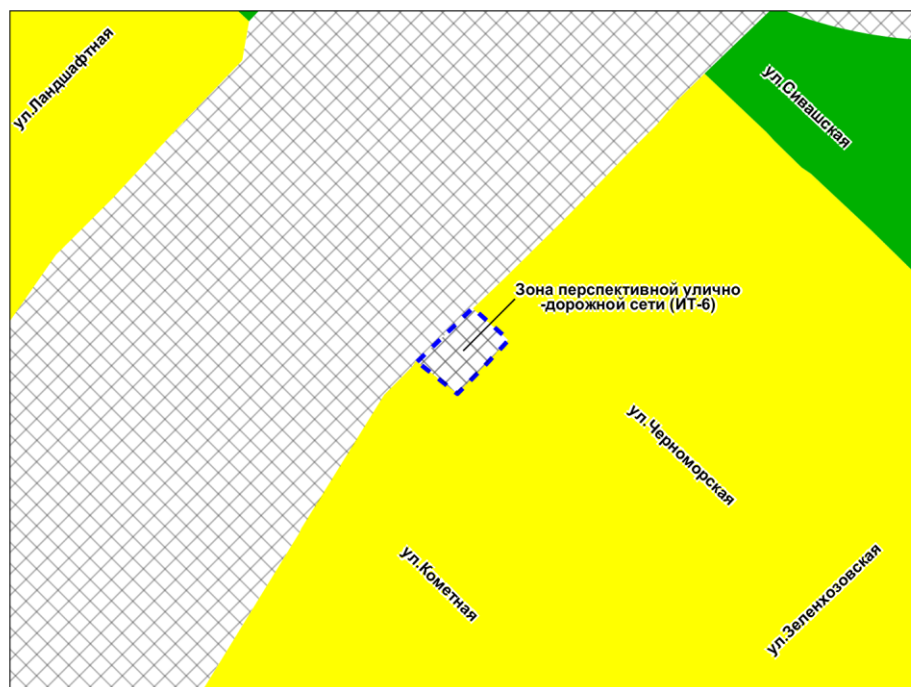 ул.Ландшафтная
ул.Сивашская
Зона перспективной улично
-дорожной сети (ИТ-6)
ул.Черноморская
ул.Кометная
ул.Зеленхозовская